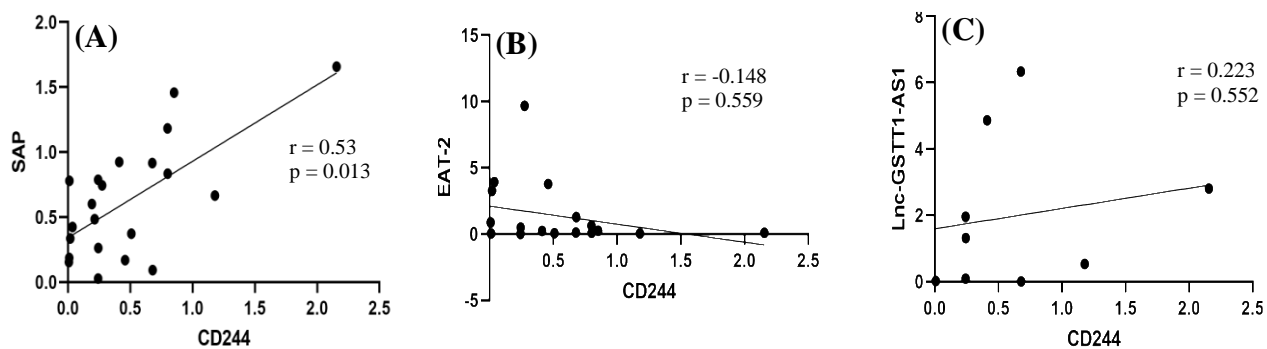 (A)
2.0
1.5
1.0
0.5
0.0
SAP
r = 0.53
p = 0.013
0.0 0.5 1.0 1.5 2.0 2.5
CD244
(B)
15
10
5
0
-5
EAT-2
r = -0.148
p = 0.559
0.5 1.0 1.5 2.0 2.5
CD244
(C)
8
6
4
2
0
Lnc-GSTT1-AS1
r = 0.223
p = 0.552
0.0 0.5 1.0 1.5 2.0 2.5
CD244